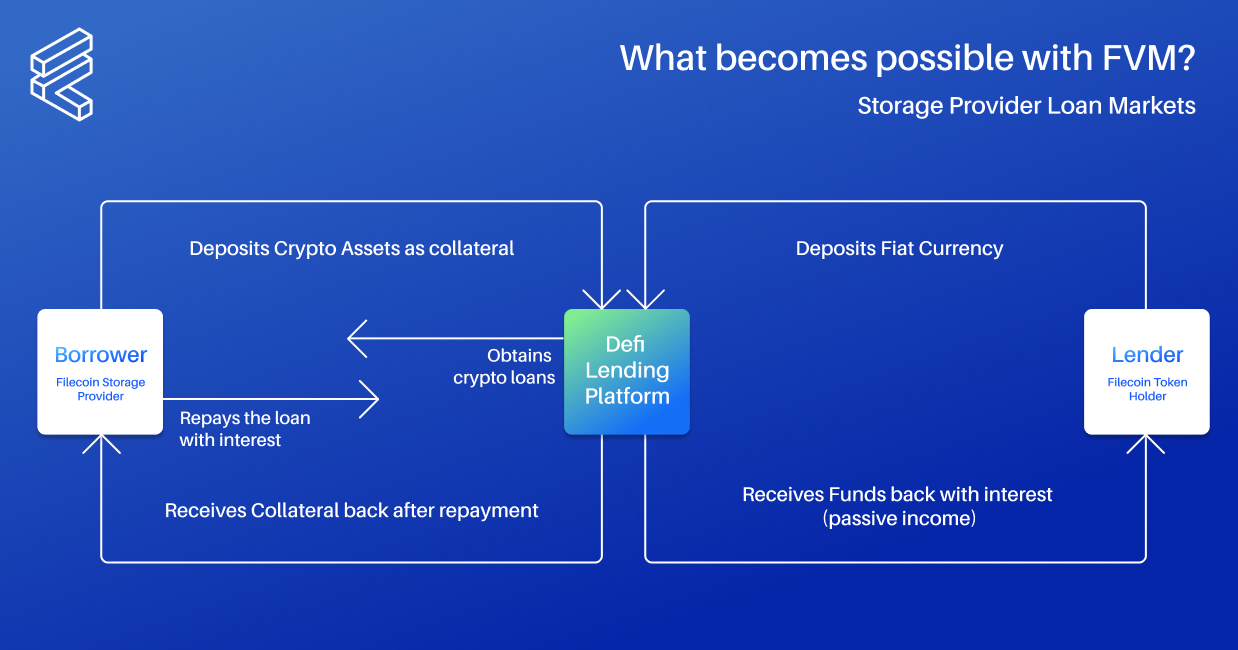 What becomes possible with FVM?
Storage Provider Loan Markets
Deposits Crypto Assets as collateral
Deposits Fiat Currency
Borrower
Filecoin Storage
Provider
Obtains
crypto loans
Repays the loan
with interest
Defi
Lending
Platform
Lender
Filecoin Token
Holder
Receives Collateral back after repayment
Receives Funds back with interest
(passive income)